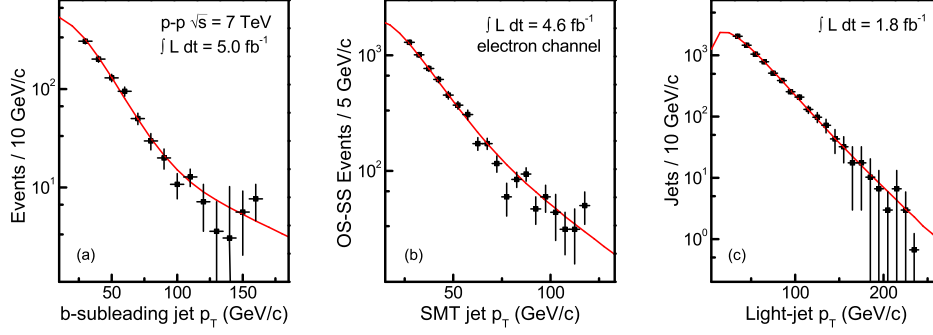 p-p √s = 7 TeV
∫ L dt = 5.0 fb⁻¹
Events / 10 GeV/c
10²
10¹
(a)
50
100
150
b-subleading jet p_T (GeV/c)
∫ L dt = 4.6 fb⁻¹
electron channel
OS-SS Events / 5 GeV/c
10³
10²
(b)
50
100
SMT jet p_T (GeV/c)
∫ L dt = 1.8 fb⁻¹
Jets / 10 GeV/c
10⁴
10³
10²
10¹
10⁰
(c)
100
200
Light-jet p_T (GeV/c)